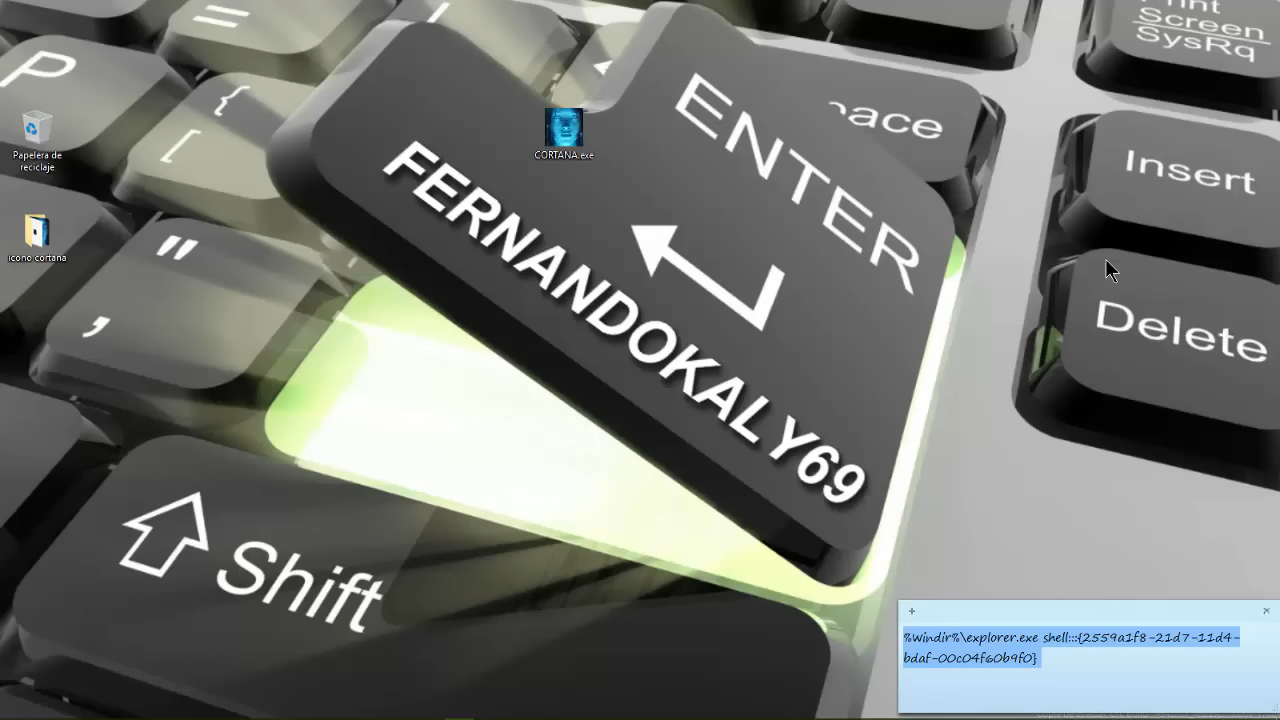 =
Print
Screen
SysRq
P
{
[
ENTER
ace
Insert
Papelera de
reciclaje
CORTANA.exe
FERNANDOKALY69
"
,
icono cortana
Delete
Shift
+
%windir%\explorer.exe shell:::{2559a1f8-21d7-11d4-
bdaf-00c04f60b9f0}